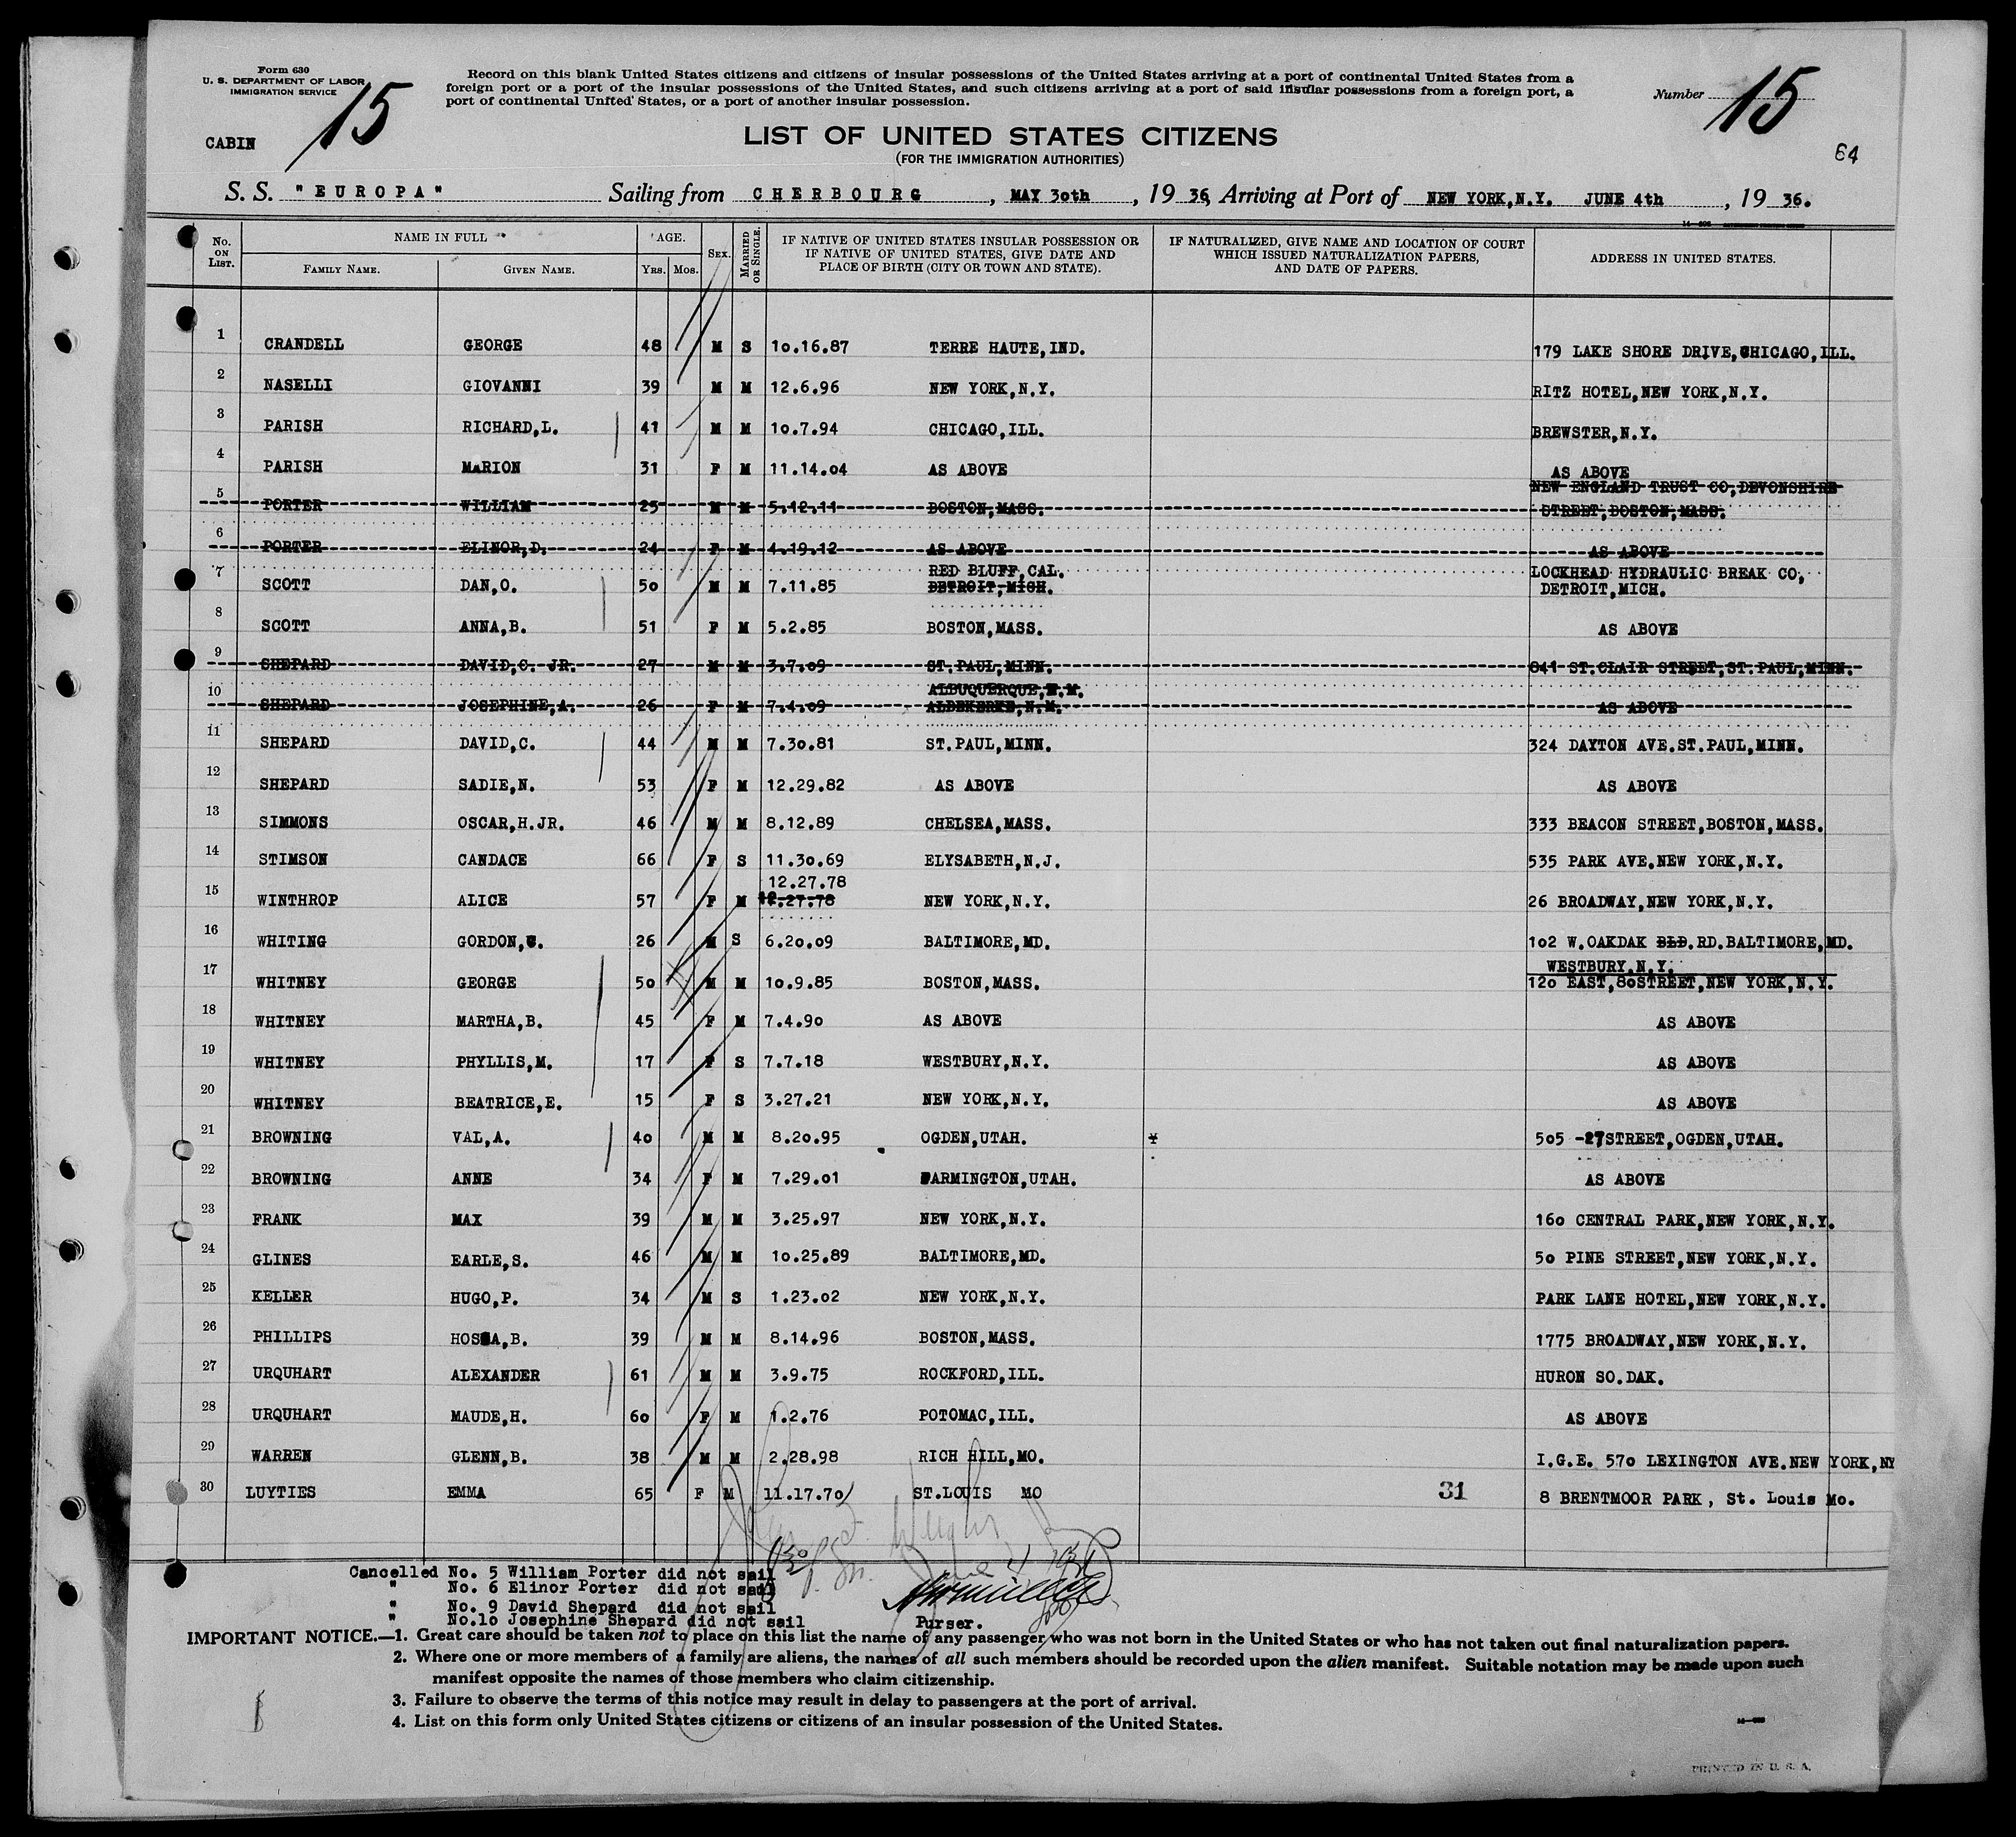 Form 630
U. S. DEPARTMENT OF LABOR
IMMIGRATION SERVICE
15
Record on this blank United States citizens and citizens of insular possessions of the United States arriving at a port of continental United States from a
foreign port or a port of the insular possessions of the United States, and such citizens arriving at a port of said insular possessions from a foreign port, a
port of continental United States, or a port of another insular possession.
Number 15
CABIN
LIST OF UNITED STATES CITIZENS
(FOR THE IMMIGRATION AUTHORITIES)
64
S. S. "EUROPA" Sailing from CHERBOURG, MAY 3oth, 19 36, Arriving at Port of NEW YORK,N.Y. JUNE 4th, 19 36.
No. ON LIST. NAME IN FULL FAMILY NAME. GIVEN NAME. AGE. YRS. MOS. SEX. MARRIED OR SINGLE. IF NATIVE OF UNITED STATES INSULAR POSSESSION OR IF NATIVE OF UNITED STATES, GIVE DATE AND PLACE OF BIRTH (CITY OR TOWN AND STATE). IF NATURALIZED, GIVE NAME AND LOCATION OF COURT WHICH ISSUED NATURALIZATION PAPERS, AND DATE OF PAPERS. ADDRESS IN UNITED STATES.
1 CRANDELL GEORGE 48 M S 10.16.87 TERRE HAUTE,IND. 179 LAKE SHORE DRIVE,CHICAGO,ILL.
2 NASELLI GIOVANNI 39 M M 12.6.96 NEW YORK,N.Y. RITZ HOTEL,NEW YORK,N.Y.
3 PARISH RICHARD,L. 41 M M 10.7.94 CHICAGO,ILL. BREWSTER,N.Y.
4 PARISH MARION 31 F M 11.14.04 AS ABOVE AS ABOVE
NEW ENGLAND TRUST CO,DEVONSHIRE
5 PORTER WILLIAM 25 M M 5.12.11 BOSTON,MASS. STREET,BOSTON,MASS.
6 PORTER ELINOR,D. 24 F M 4.19.12 AS ABOVE AS ABOVE
RED BLUFF,CAL. LOCKHEAD HYDRAULIC BREAK CO,
7 SCOTT DAN,O. 50 M M 7.11.85 DETROIT,MICH. DETROIT,MICH.
8 SCOTT ANNA,B. 51 F M 5.2.85 BOSTON,MASS. AS ABOVE
9 SHEPARD DAVID,C. JR. 27 M M 3.7.09 ST.PAUL,MINN. 841 ST.CLAIR STREET,ST.PAUL,MINN.
ALBUQUERQUE,N.M.
10 SHEPARD JOSEPHINE,A. 26 F M 7.4.09 N.M. AS ABOVE
11 SHEPARD DAVID,C. 44 M M 7.30.81 ST.PAUL,MINN. 324 DAYTON AVE.ST.PAUL,MINN.
12 SHEPARD SADIE,N. 53 F M 12.29.82 AS ABOVE AS ABOVE
13 SIMMONS OSCAR,H.JR. 46 M M 8.12.89 CHELSEA,MASS. 333 BEACON STREET,BOSTON,MASS.
14 STIMSON CANDACE 66 F S 11.30.69 ELYSABETH,N.J. 535 PARK AVE.NEW YORK,N.Y.
12.27.78
15 WINTHROP ALICE 57 F M .27.78 NEW YORK,N.Y. 26 BROADWAY,NEW YORK,N.Y.
16 WHITING GORDON,C. 26 M S 6.20.09 BALTIMORE,MD. 102 W.OAKDAK BLD.RD.BALTIMORE,MD.
WESTBURY,N.Y.
17 WHITNEY GEORGE 50 M M 10.9.85 BOSTON,MASS. 120 EAST,80STREET,NEW YORK,N.Y.
18 WHITNEY MARTHA,B. 45 F M 7.4.90 AS ABOVE AS ABOVE
19 WHITNEY PHYLLIS,M. 17 F S 7.7.18 WESTBURY,N.Y. AS ABOVE
20 WHITNEY BEATRICE,E. 15 F S 3.27.21 NEW YORK,N.Y. AS ABOVE
21 BROWNING VAL,A. 40 M M 8.20.95 OGDEN,UTAH. 505 -27STREET,OGDEN,UTAH.
22 BROWNING ANNE 34 F M 7.29.01 FARMINGTON,UTAH. AS ABOVE
23 FRANK MAX 39 M M 3.25.97 NEW YORK,N.Y. 160 CENTRAL PARK,NEW YORK,N.Y.
24 GLINES EARLE,S. 46 M M 10.25.89 BALTIMORE,MD. 50 PINE STREET,NEW YORK,N.Y.
25 KELLER HUGO,P. 34 M S 1.23.02 NEW YORK,N.Y. PARK LANE HOTEL,NEW YORK,N.Y.
26 PHILLIPS HOSEA,B. 39 M M 8.14.96 BOSTON,MASS. 1775 BROADWAY,NEW YORK,N.Y.
27 URQUHART ALEXANDER 61 M M 3.9.75 ROCKFORD,ILL. HURON SO.DAK.
28 URQUHART MAUDE,H. 60 F M 1.2.76 POTOMAC,ILL. AS ABOVE
29 WARREN GLENN,B. 38 M M 2.28.98 RICH HILL,MO. I.G.E. 570 LEXINGTON AVE.NEW YORK,NY
30 LUYTIES EMMA 65 F M 11.17.70 ST.LOUIS MO 31 8 BRENTMOOR PARK, St. Louis Mo.
Cancelled No. 5 William Porter did not sail
" No. 6 Elinor Porter did not sail
" No. 9 David Shepard did not sail
" No.10 Josephine Shepard did not sail
Purser.
IMPORTANT NOTICE.—1. Great care should be taken not to place on this list the name of any passenger who was not born in the United States or who has not taken out final naturalization papers.
2. Where one or more members of a family are aliens, the names of all such members should be recorded upon the alien manifest. Suitable notation may be made upon such
manifest opposite the names of those members who claim citizenship.
3. Failure to observe the terms of this notice may result in delay to passengers at the port of arrival.
4. List on this form only United States citizens or citizens of an insular possession of the United States.
PRINTED IN U. S. A.